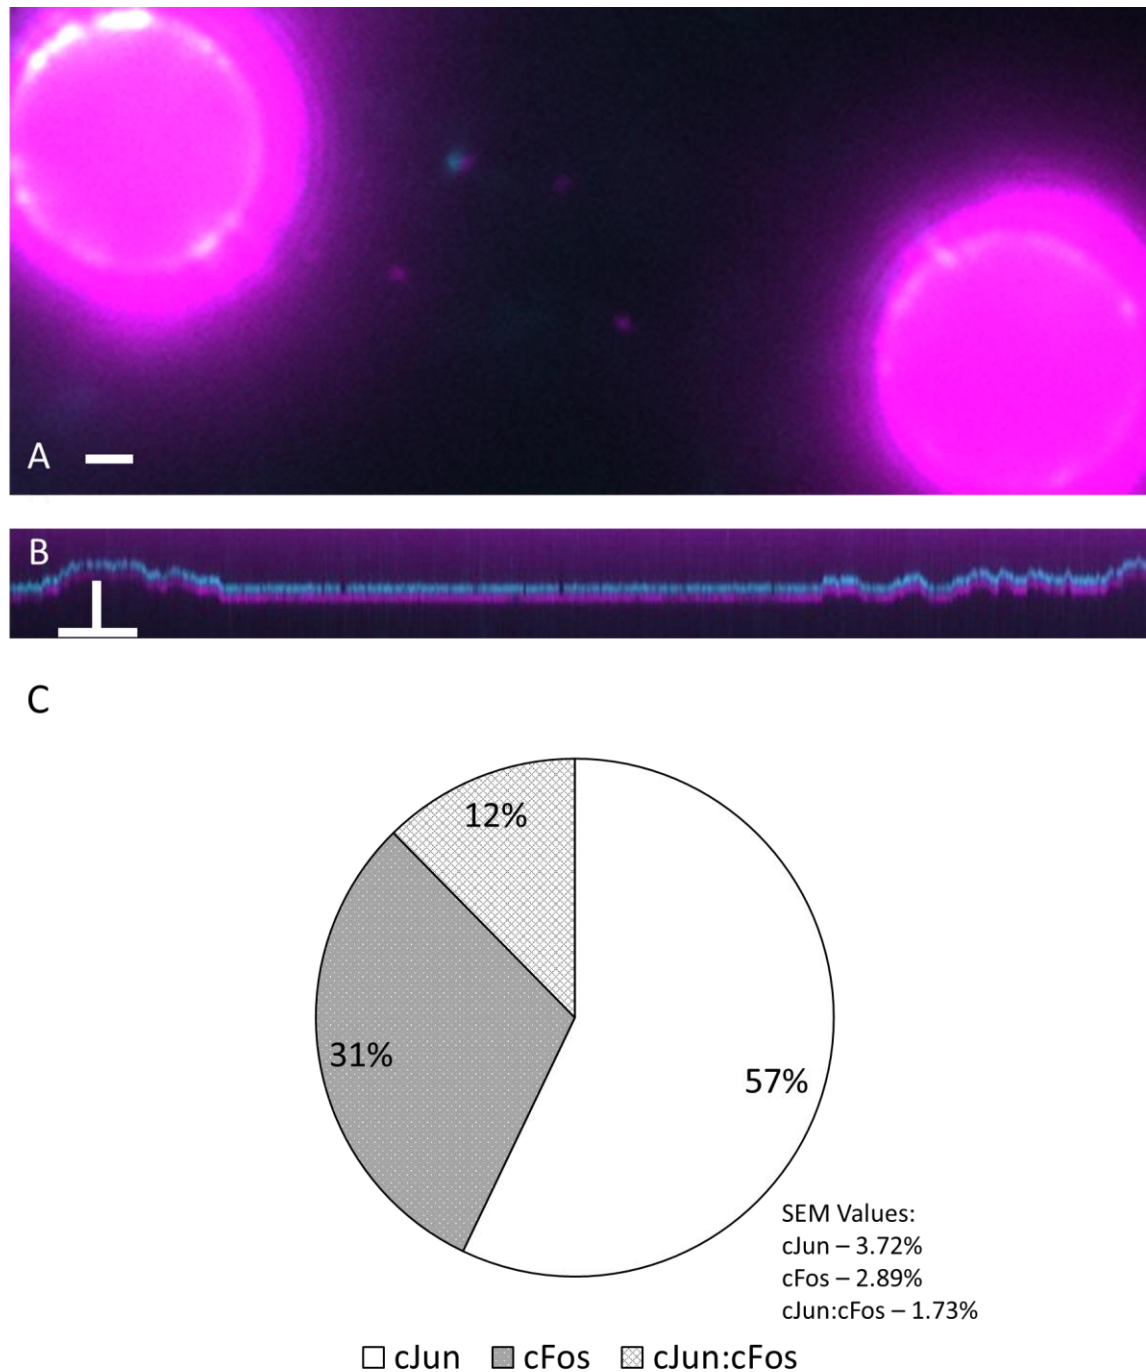 A
B
C
12%
31%
57%
SEM Values:
cJun – 3.72%
cFos – 2.89%
cJun:cFos – 1.73%
cJun cFos cJun:cFos